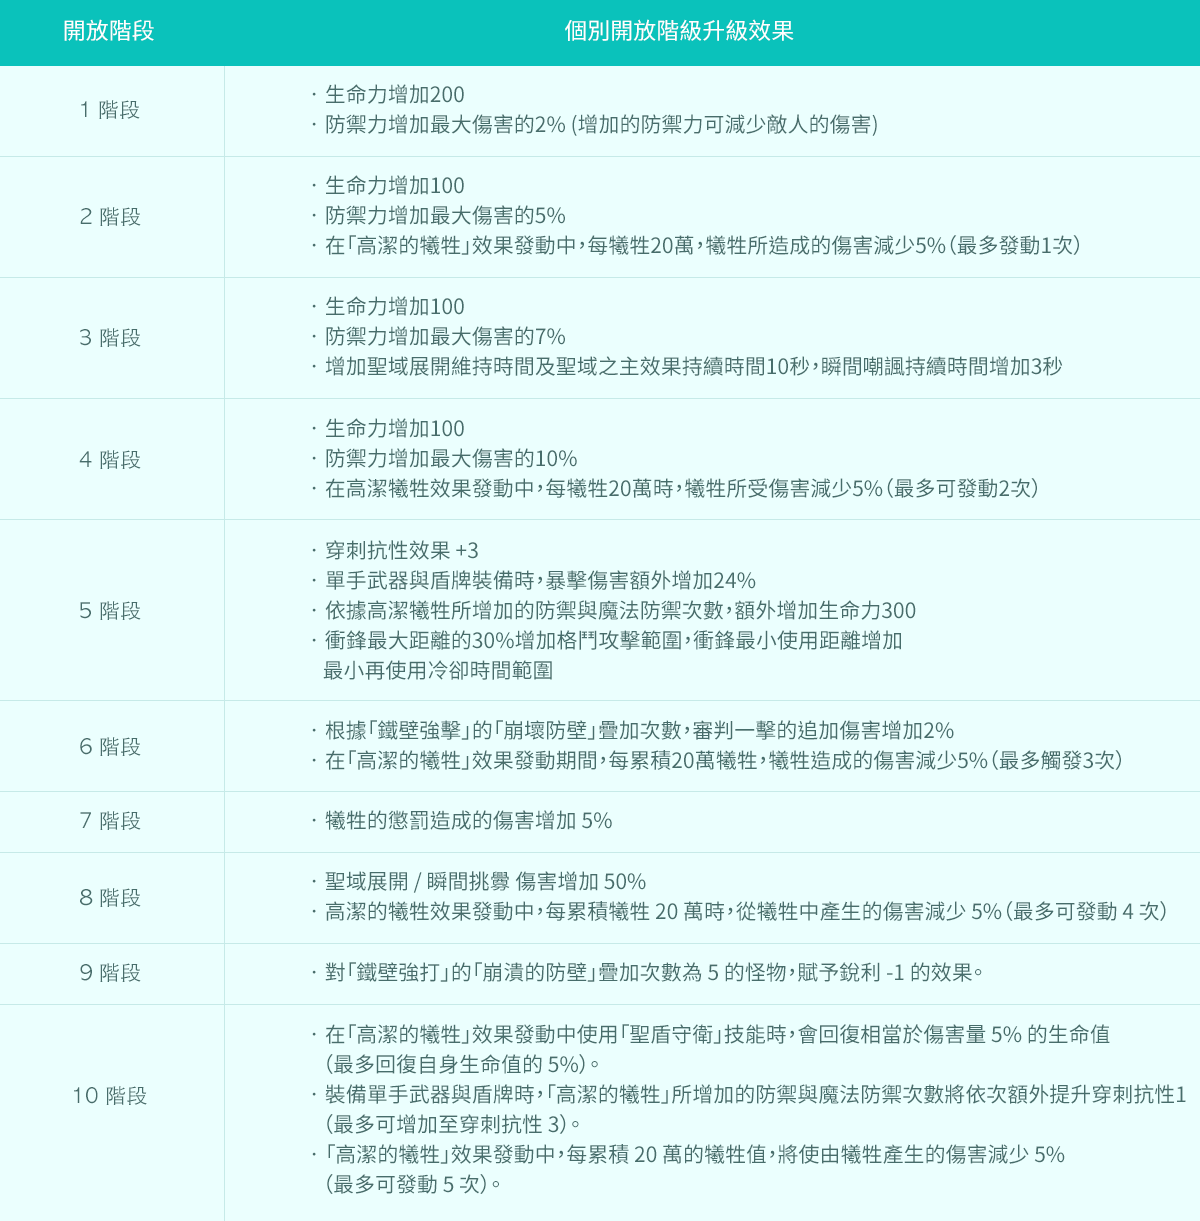 開放階段
個別開放階級升級效果
1 階段
· 生命力增加200
· 防禦力增加最大傷害的2% (增加的防禦力可減少敵人的傷害)
2 階段
· 生命力增加100
· 防禦力增加最大傷害的5%
· 在「高潔的犧牲」效果發動中，每犧牲20萬，犧牲所造成的傷害減少5%（最多發動1次）
3 階段
· 生命力增加100
· 防禦力增加最大傷害的7%
· 增加聖域展開維持時間及聖域之主效果持續時間10秒，瞬間嘲諷持續時間增加3秒
4 階段
· 生命力增加100
· 防禦力增加最大傷害的10%
· 在高潔犧牲效果發動中，每犧牲20萬時，犧牲所受傷害減少5%（最多可發動2次）
5 階段
· 穿刺抗性效果 +3
· 單手武器與盾牌裝備時，暴擊傷害額外增加24%
· 依據高潔犧牲所增加的防禦與魔法防禦次數，額外增加生命力300
· 衝鋒最大距離的30%增加格鬥攻擊範圍，衝鋒最小使用距離增加
最小再使用冷卻時間範圍
6 階段
· 根據「鐵壁強擊」的「崩壞防壁」疊加次數，審判一擊的追加傷害增加2%
· 在「高潔的犧牲」效果發動期間，每累積20萬犧牲，犧牲造成的傷害減少5%（最多觸發3次）
7 階段
· 犧牲的懲罰造成的傷害增加 5%
8 階段
· 聖域展開 / 瞬間挑釁 傷害增加 50%
· 高潔的犧牲效果發動中，每累積犧牲 20 萬時，從犧牲中產生的傷害減少 5%（最多可發動 4 次）
9 階段
· 對「鐵壁強打」的「崩潰的防壁」疊加次數為 5 的怪物，賦予銳利 -1 的效果。
10 階段
· 在「高潔的犧牲」效果發動中使用「聖盾守衛」技能時，會回復相當於傷害量 5% 的生命值
（最多回復自身生命值的 5%）。
· 裝備單手武器與盾牌時，「高潔的犧牲」所增加的防禦與魔法防禦次數將依次額外提升穿刺抗性1
（最多可增加至穿刺抗性 3）。
· 「高潔的犧牲」效果發動中，每累積 20 萬的犧牲值，將使由犧牲產生的傷害減少 5%
（最多可發動 5 次）。